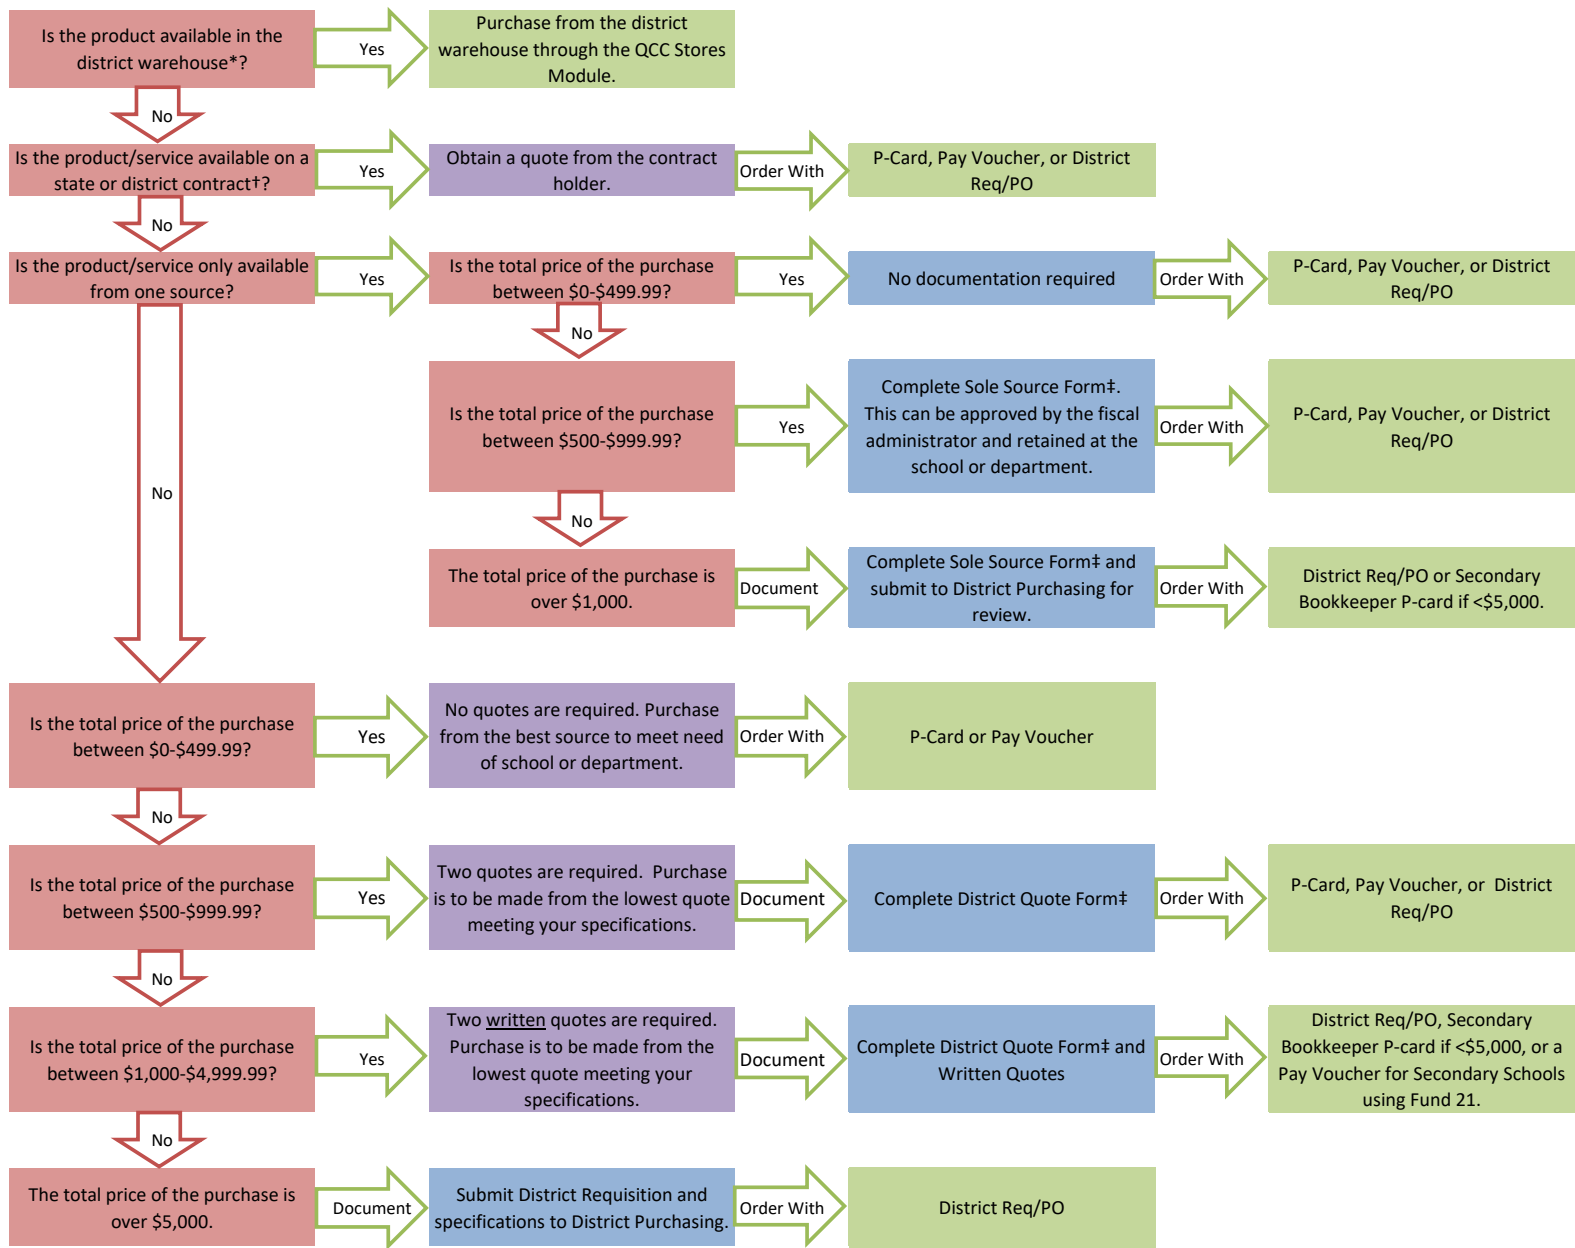 Is the product available in the
district warehouse*?
Yes
Purchase from the district
warehouse through the QCC Stores
Module.
No
Is the product/service available on a
state or district contract†?
Yes
Obtain a quote from the contract
holder.
Order With
P-Card, Pay Voucher, or District
Req/PO
No
Is the product/service only available
from one source?
Yes
Is the total price of the purchase
between $0-$499.99?
Yes
No documentation required
Order With
P-Card, Pay Voucher, or District
Req/PO
No
Is the total price of the purchase
between $500-$999.99?
Yes
Complete Sole Source Form‡.
This can be approved by the fiscal
administrator and retained at the
school or department.
Order With
P-Card, Pay Voucher, or District
Req/PO
No
No
The total price of the purchase is
over $1,000.
Document
Complete Sole Source Form‡ and
submit to District Purchasing for
review.
Order With
District Req/PO or Secondary
Bookkeeper P-card if <$5,000.
Is the total price of the purchase
between $0-$499.99?
Yes
No quotes are required. Purchase
from the best source to meet need
of school or department.
Order With
P-Card or Pay Voucher
No
Is the total price of the purchase
between $500-$999.99?
Yes
Two quotes are required.  Purchase
is to be made from the lowest quote
meeting your specifications.
Document
Complete District Quote Form‡
Order With
P-Card, Pay Voucher, or  District
Req/PO
No
Is the total price of the purchase
between $1,000-$4,999.99?
Yes
Two written quotes are required.
Purchase is to be made from the
lowest quote meeting your
specifications.
Document
Complete District Quote Form‡ and
Written Quotes
Order With
District Req/PO, Secondary
Bookkeeper P-card if <$5,000, or a
Pay Voucher for Secondary Schools
using Fund 21.
No
The total price of the purchase is
over $5,000.
Document
Submit District Requisition and
specifications to District Purchasing.
Order With
District Req/PO